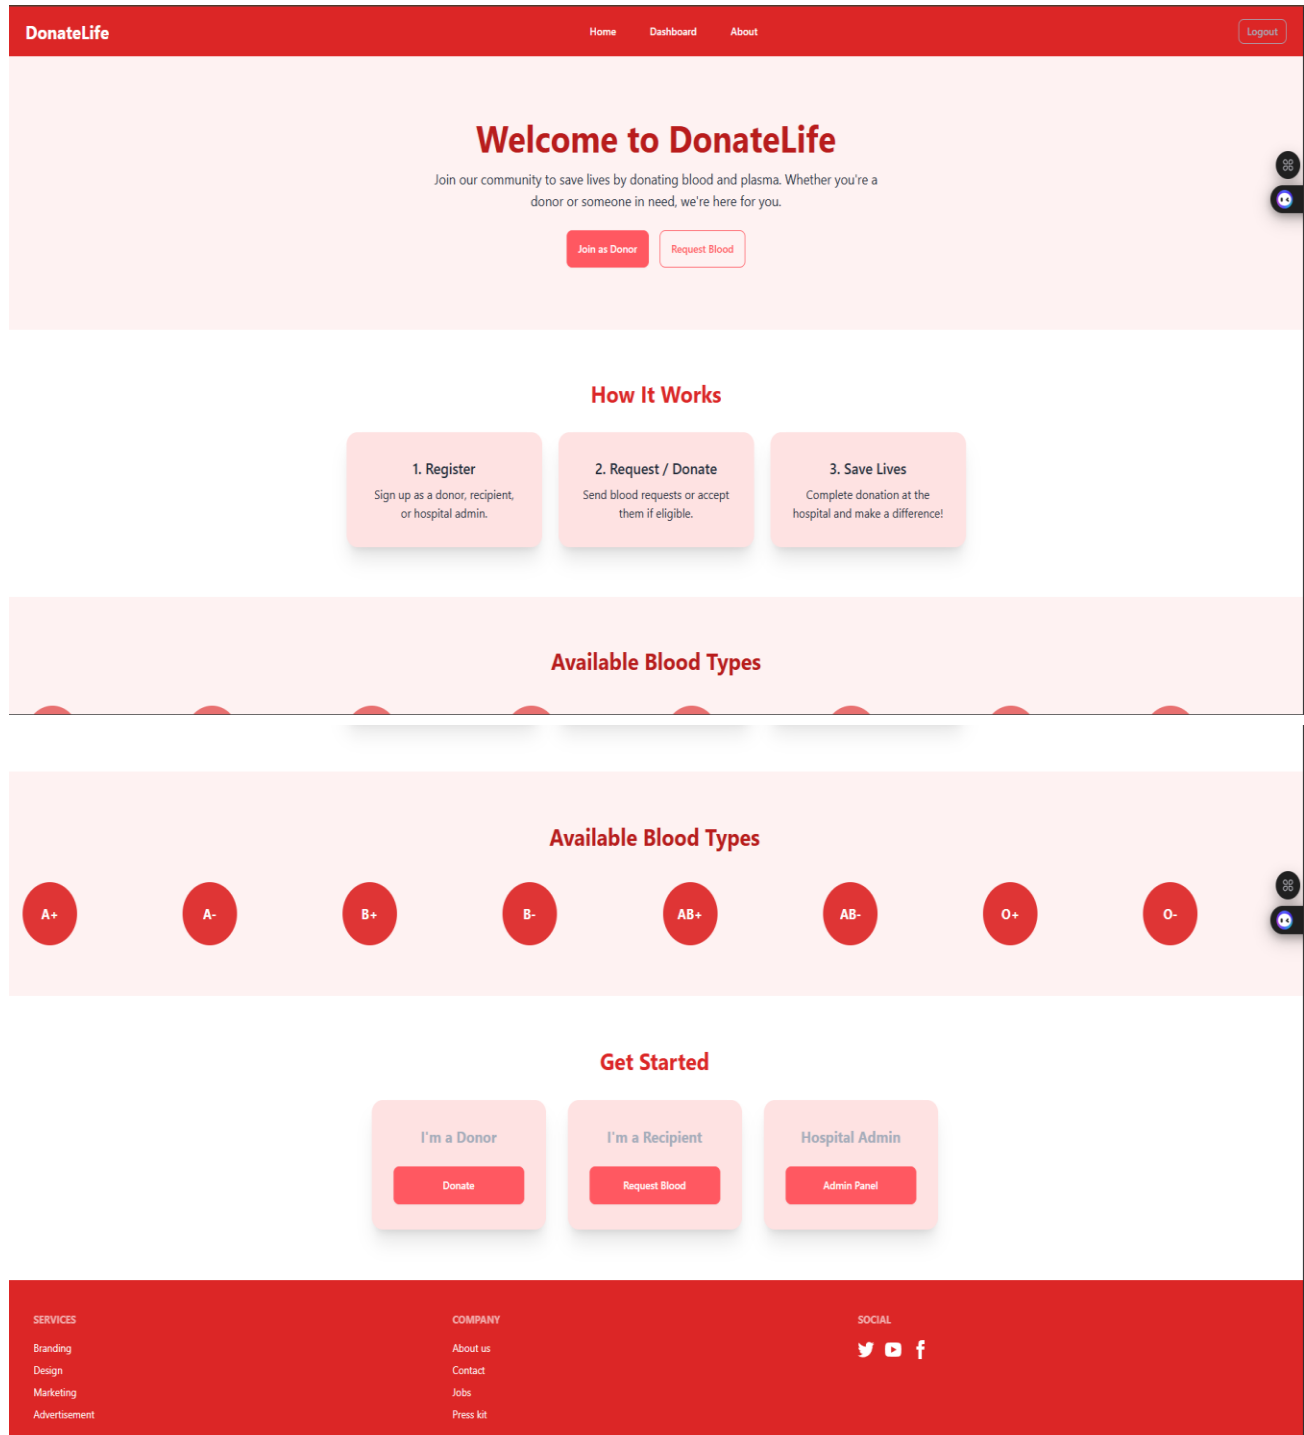 DonateLife
Home
Dashboard
About
Logout
Welcome to DonateLife
Join our community to save lives by donating blood and plasma. Whether you're a
donor or someone in need, we're here for you.
Join as Donor
Request Blood
How It Works
1. Register
Sign up as a donor, recipient,
or hospital admin.
2. Request / Donate
Send blood requests or accept
them if eligible.
3. Save Lives
Complete donation at the
hospital and make a difference!
Available Blood Types
Available Blood Types
A+
A-
B+
B-
AB+
AB-
O+
O-
Get Started
I'm a Donor
Donate
I'm a Recipient
Request Blood
Hospital Admin
Admin Panel
SERVICES
Branding
Design
Marketing
Advertisement
COMPANY
About us
Contact
Jobs
Press kit
SOCIAL